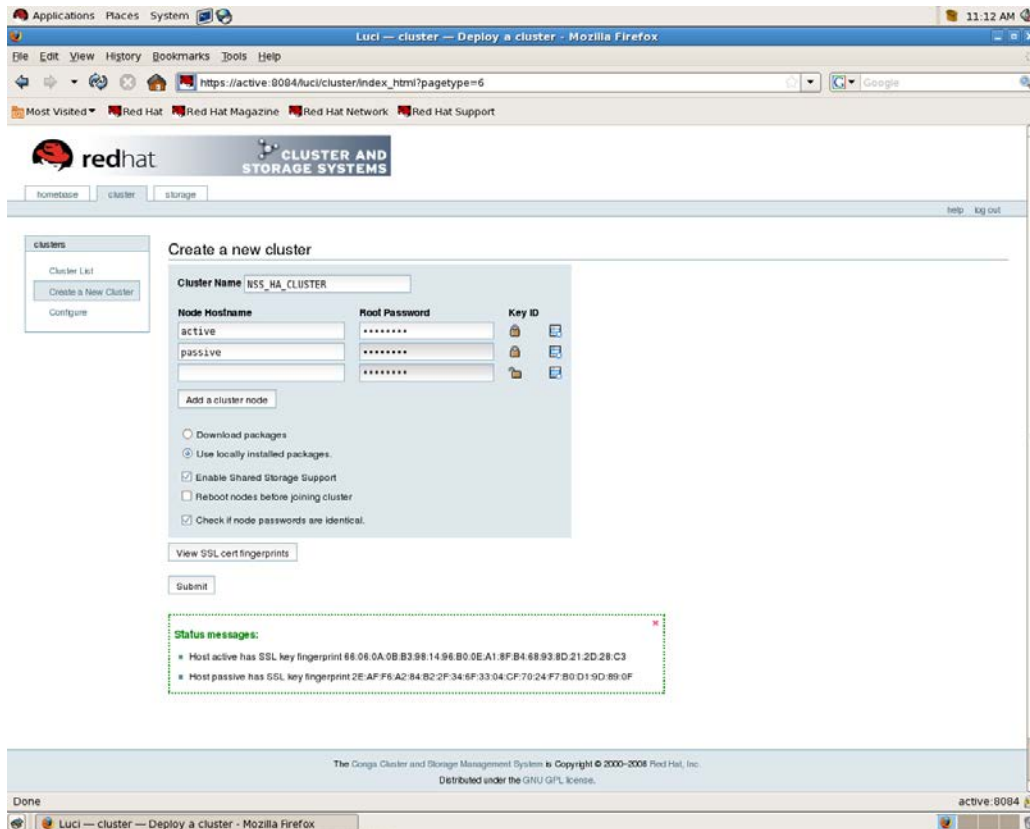 Applications Places System 11:12 AM
Luci — cluster — Deploy a cluster - Mozilla Firefox
File Edit View History Bookmarks Tools Help
https://active:8084/luci/cluster/index_html?pagetype=6
Google
Most Visited Red Hat Red Hat Magazine Red Hat Network Red Hat Support
redhat CLUSTER AND
STORAGE SYSTEMS
homebase cluster storage
help log out
clusters
Cluster List
Create a New Cluster
Configure
Create a new cluster
Cluster Name NSS_HA_CLUSTER
Node Hostname Root Password Key ID
active ••••••••
passive ••••••••
••••••••
Add a cluster node
Download packages
Use locally installed packages.
Enable Shared Storage Support
Reboot nodes before joining cluster
Check if node passwords are identical.
View SSL cert fingerprints
Submit
Status messages:
Host active has SSL key fingerprint 66:06:0A:0B:B3:98:14:96:B0:0E:A1:8F:B4:68:93:8D:21:2D:28:C3
Host passive has SSL key fingerprint 2E:AF:F6:A2:84:B2:2F:34:6F:33:04:CF:70:24:F7:B0:D1:9D:89:0F
The Conga Cluster and Storage Management System is Copyright © 2000-2008 Red Hat, Inc.
Distributed under the GNU GPL license.
Done active:8084
Luci — cluster — Deploy a cluster - Mozilla Firefox